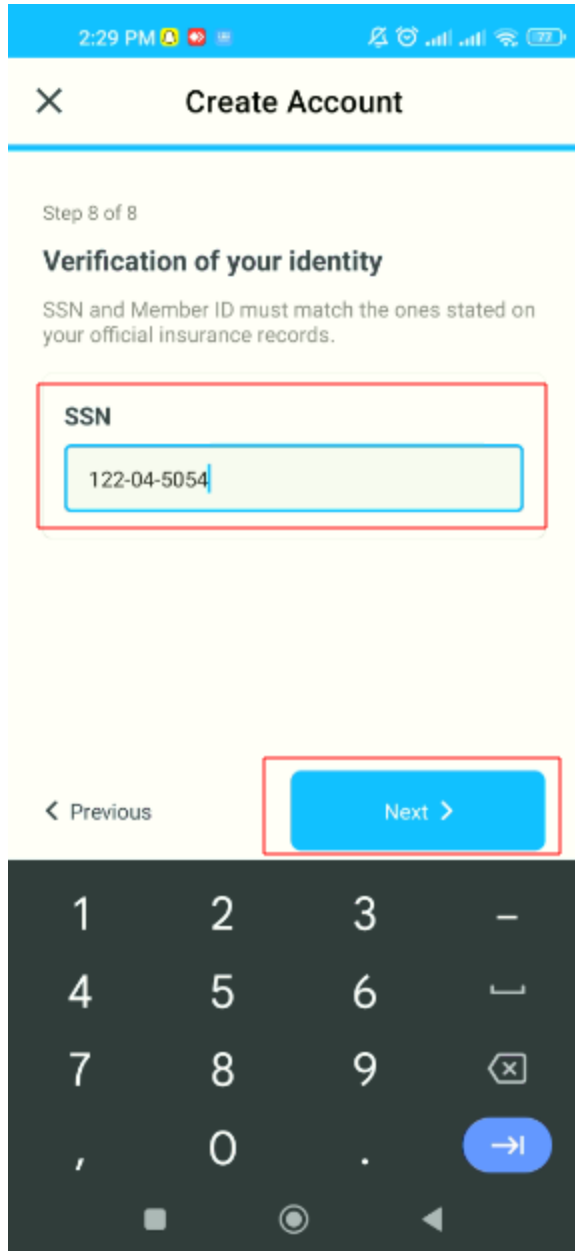 2:29 PM 77
Create Account
Step 8 of 8
Verification of your identity
SSN and Member ID must match the ones stated on
your official insurance records.
SSN
122-04-5054
Previous Next
1 2 3 –
4 5 6
7 8 9
, 0 .